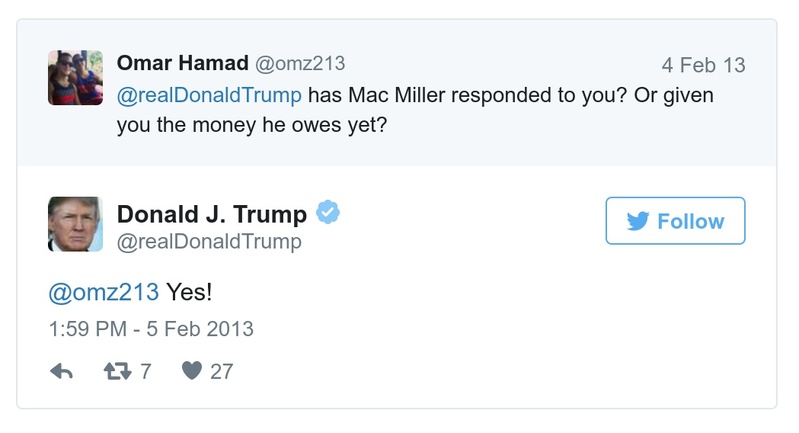 Omar Hamad @omz213 4 Feb 13
@realDonaldTrump has Mac Miller responded to you? Or given
you the money he owes yet?
Donald J. Trump
@realDonaldTrump
Follow
@omz213 Yes!
1:59 PM - 5 Feb 2013
7 27